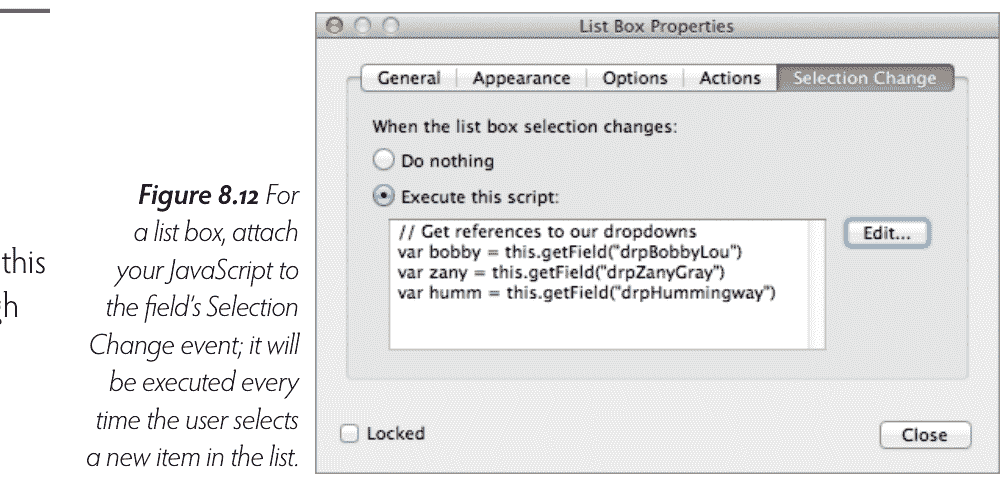 this
gh
Figure 8.12 For
a list box, attach
your JavaScript to
the field's Selection
Change event; it will
be executed every
time the user selects
a new item in the list.
List Box Properties
General Appearance Options Actions Selection Change
When the list box selection changes:
Do nothing
Execute this script:
// Get references to our dropdowns
var bobby = this.getField("drpBobbyLou")
var zany = this.getField("drpZanyGray")
var humm = this.getField("drpHummingway")
Edit...
Locked
Close